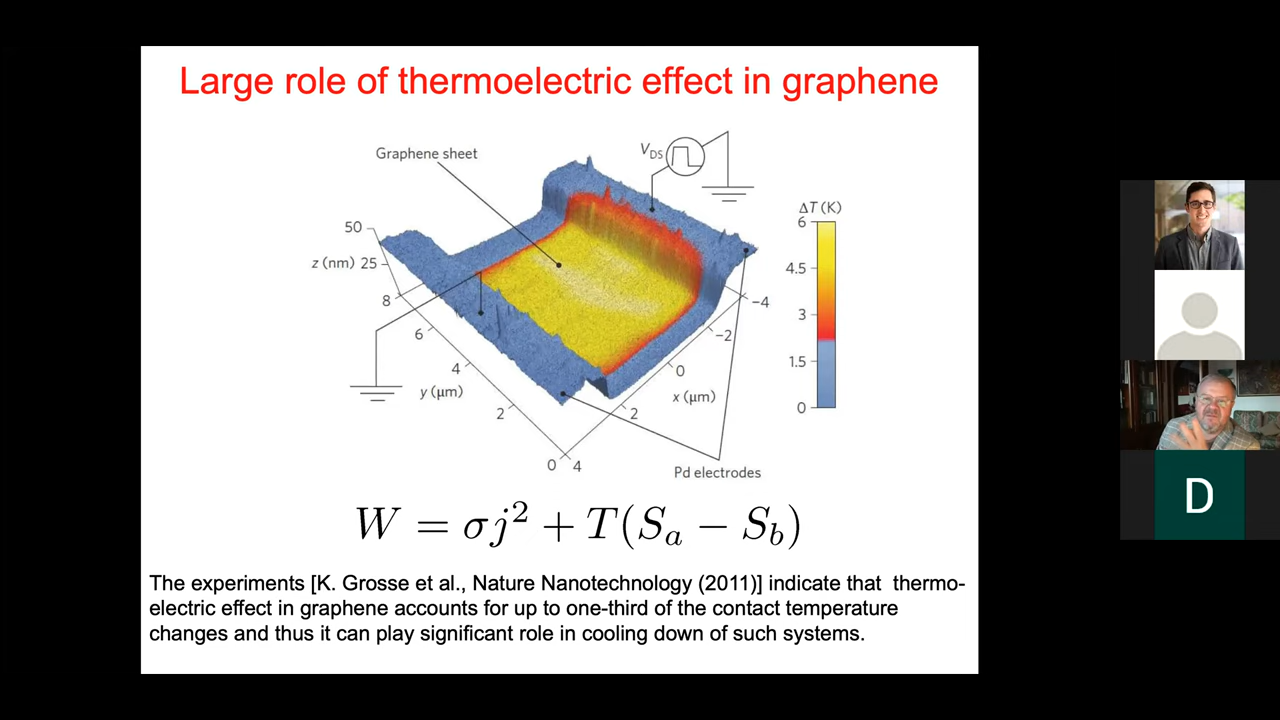 Large role of thermoelectric effect in graphene
Graphene sheet
V_DS
ΔT (K)
6
4.5
3
1.5
0
50
z (nm) 25
8
6
4
y (μm)
2
0
4
2
x (μm)
0
−2
−4
Pd electrodes
W = σj² + T(Sₐ − S_b)
The experiments [K. Grosse et al., Nature Nanotechnology (2011)] indicate that thermo-
electric effect in graphene accounts for up to one-third of the contact temperature
changes and thus it can play significant role in cooling down of such systems.
D